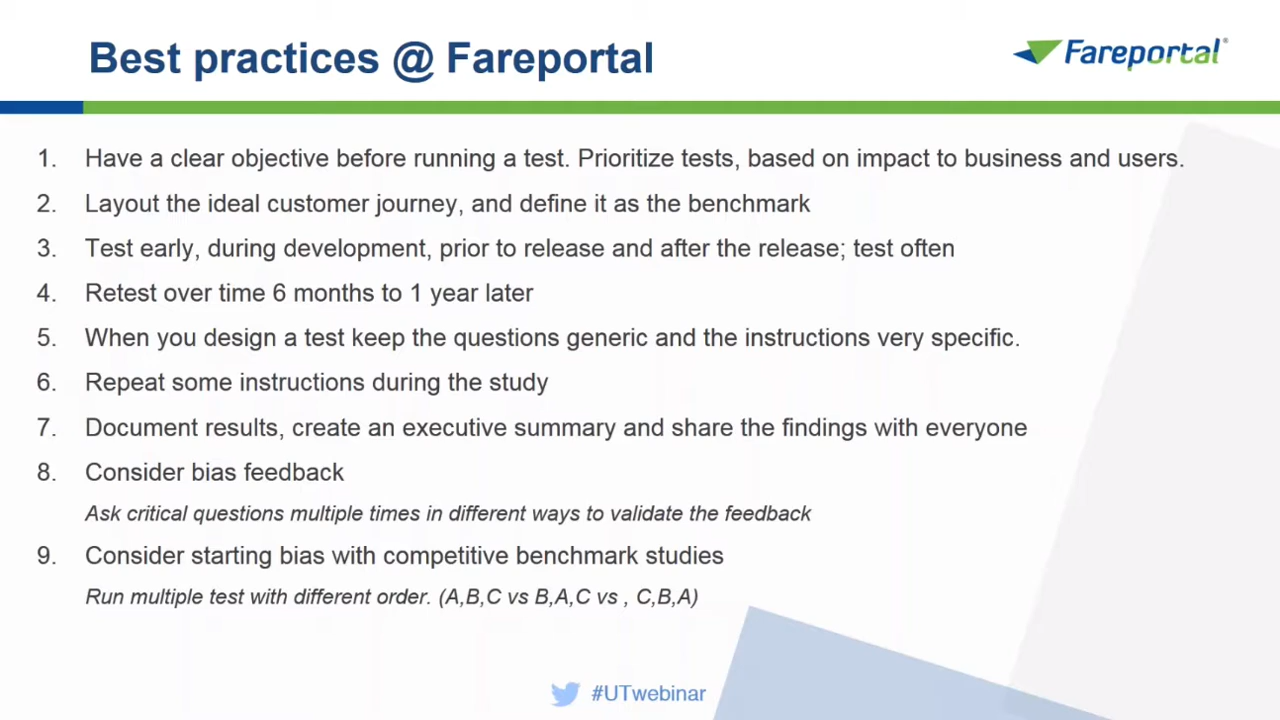 Best practices @ Fareportal
Fareportal®
1. Have a clear objective before running a test. Prioritize tests, based on impact to business and users.
2. Layout the ideal customer journey, and define it as the benchmark
3. Test early, during development, prior to release and after the release; test often
4. Retest over time 6 months to 1 year later
5. When you design a test keep the questions generic and the instructions very specific.
6. Repeat some instructions during the study
7. Document results, create an executive summary and share the findings with everyone
8. Consider bias feedback
Ask critical questions multiple times in different ways to validate the feedback
9. Consider starting bias with competitive benchmark studies
Run multiple test with different order. (A,B,C vs B,A,C vs , C,B,A)
#UTwebinar